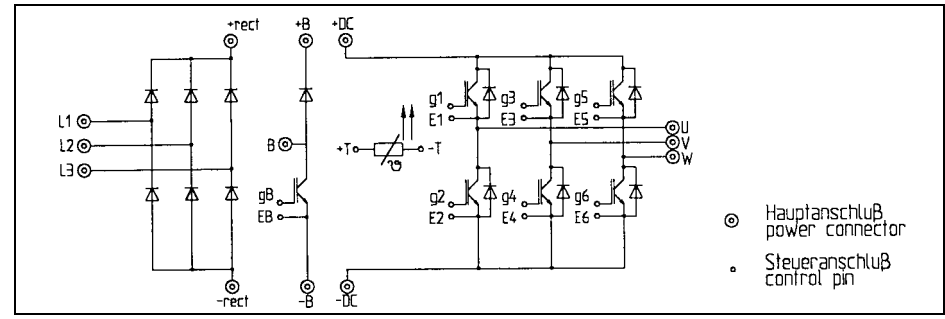 +rect +B +DC
g1 g3 g5
L1 E1 E3 E5
U
L2 B +T -T V
ϑ W
L3
gB g2 g4 g6
EB E2 E4 E6
Hauptanschluß
power connector
Steueranschluß
control pin
-rect -B -DC